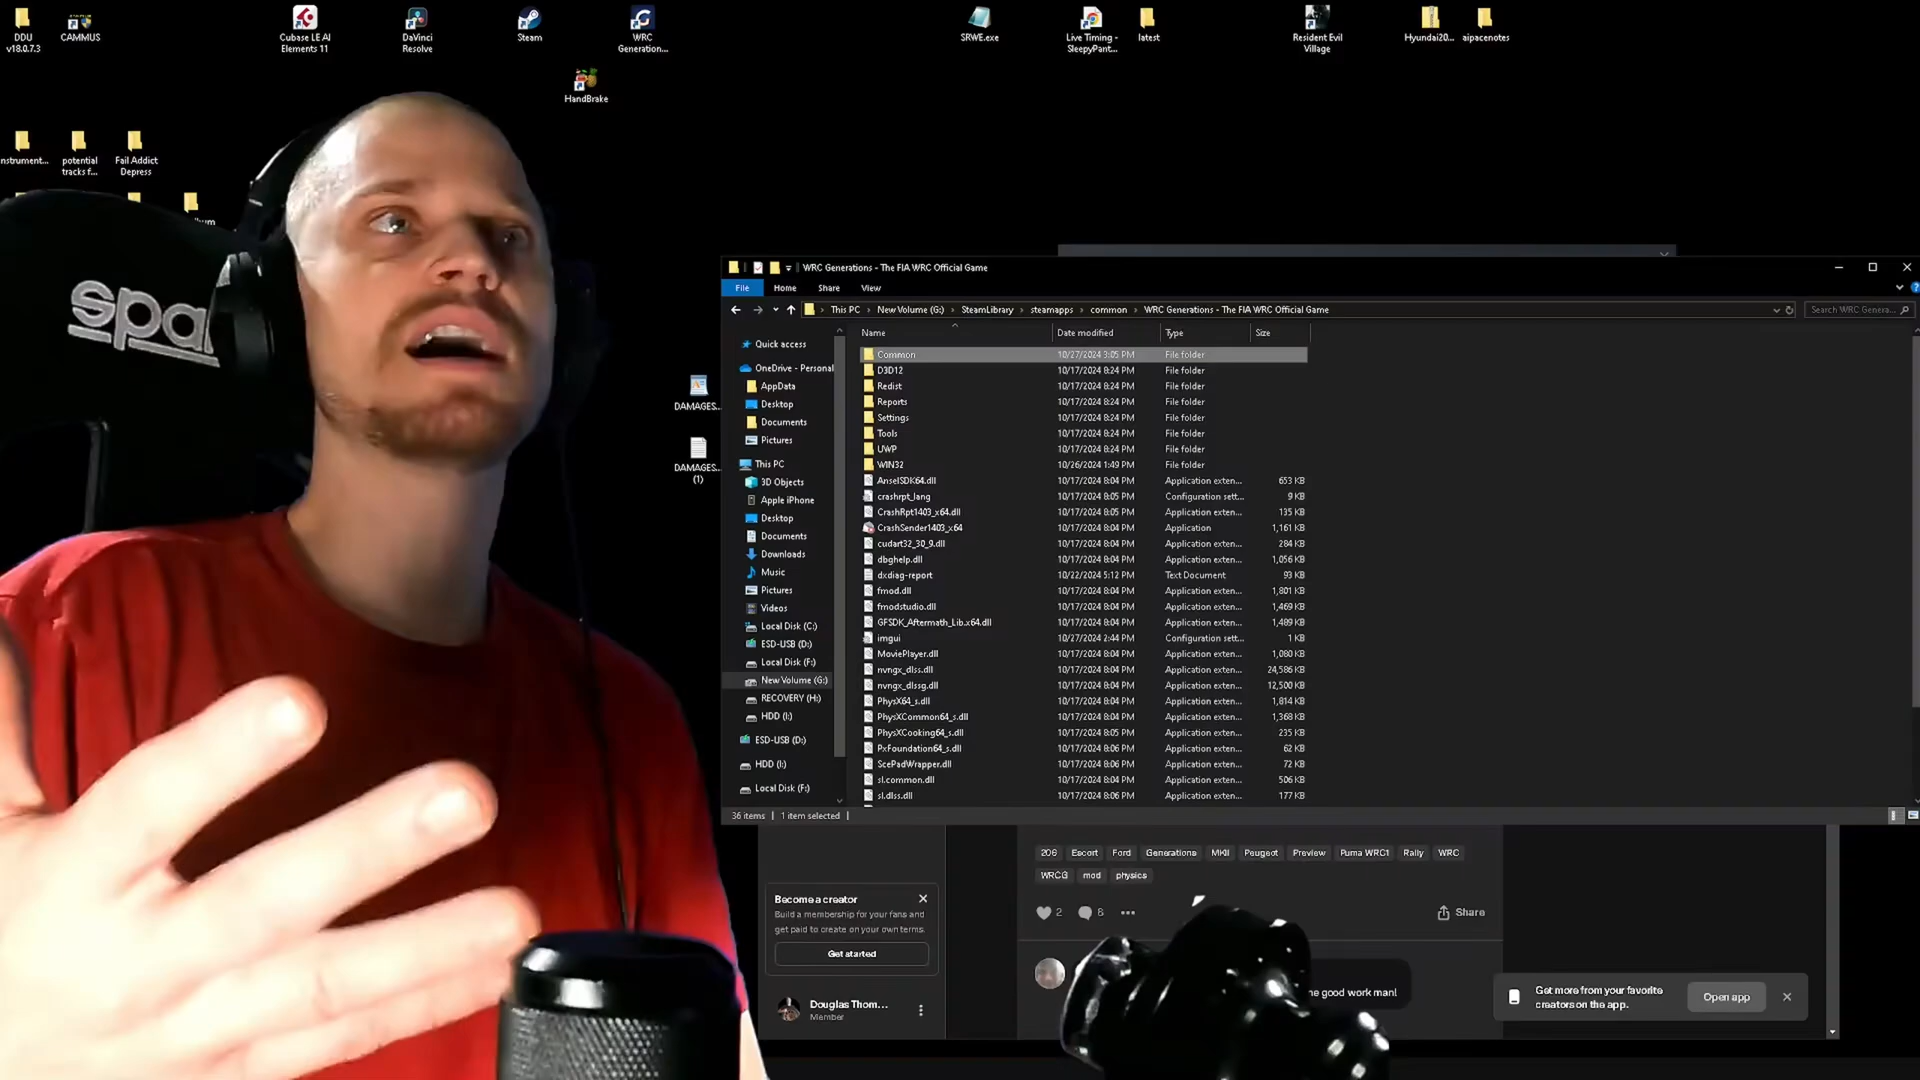 DDU
v18.0.7.3
CAMMUS
Cubase LE AI
Elements 11
DaVinci
Resolve
Steam
WRC
Generation...
SRWE.exe
Live Timing -
SleepyPant...
latest
Resident Evil
Village
Hyundai20...
aipacenotes
HandBrake
nstrument...
potential
tracks f...
Fail Addict
Depress
spa
DAMAGES...
DAMAGES...
(1)
WRC Generations - The FIA WRC Official Game
File Home Share View
This PC › New Volume (G:) › SteamLibrary › steamapps › common › WRC Generations - The FIA WRC Official Game
Search WRC Genera...
Quick access
OneDrive - Personal
AppData
Desktop
Documents
Pictures
This PC
3D Objects
Apple iPhone
Desktop
Documents
Downloads
Music
Pictures
Videos
Local Disk (C:)
ESD-USB (D:)
Local Disk (F:)
New Volume (G:)
RECOVERY (H:)
HDD (I:)
ESD-USB (D:)
HDD (I:)
Local Disk (F:)
Name Date modified Type Size
Common 10/27/2024 3:05 PM File folder
D3D12 10/17/2024 8:24 PM File folder
Redist 10/17/2024 8:24 PM File folder
Reports 10/17/2024 8:24 PM File folder
Settings 10/17/2024 8:24 PM File folder
Tools 10/17/2024 8:24 PM File folder
UWP 10/17/2024 8:24 PM File folder
WIN32 10/26/2024 1:49 PM File folder
AnselSDK64.dll 10/17/2024 8:04 PM Application exten... 653 KB
crashrpt_lang 10/17/2024 8:05 PM Configuration sett... 9 KB
CrashRpt1403_x64.dll 10/17/2024 8:05 PM Application exten... 135 KB
CrashSender1403_x64 10/17/2024 8:04 PM Application 1,161 KB
cudart32_30_9.dll 10/17/2024 8:04 PM Application exten... 284 KB
dbghelp.dll 10/17/2024 8:04 PM Application exten... 1,056 KB
dxdiag-report 10/22/2024 5:12 PM Text Document 93 KB
fmod.dll 10/17/2024 8:04 PM Application exten... 1,801 KB
fmodstudio.dll 10/17/2024 8:04 PM Application exten... 1,469 KB
GFSDK_Aftermath_Lib.x64.dll 10/17/2024 8:04 PM Application exten... 1,489 KB
imgui 10/27/2024 2:44 PM Configuration sett... 1 KB
MoviePlayer.dll 10/17/2024 8:04 PM Application exten... 1,080 KB
nvngx_dlss.dll 10/17/2024 8:04 PM Application exten... 24,586 KB
nvngx_dlssg.dll 10/17/2024 8:04 PM Application exten... 12,500 KB
PhysX64_s.dll 10/17/2024 8:04 PM Application exten... 1,814 KB
PhysXCommon64_s.dll 10/17/2024 8:04 PM Application exten... 1,368 KB
PhysXCooking64_s.dll 10/17/2024 8:05 PM Application exten... 235 KB
PxFoundation64_s.dll 10/17/2024 8:06 PM Application exten... 62 KB
ScePadWrapper.dll 10/17/2024 8:06 PM Application exten... 72 KB
sl.common.dll 10/17/2024 8:04 PM Application exten... 506 KB
sl.dlss.dll 10/17/2024 8:06 PM Application exten... 177 KB
36 items 1 item selected
206 Escort Ford Generations MKII Peugeot Preview Puma WRC1 Rally WRC
WRCG mod physics
2 6 Share
Become a creator
Build a membership for your fans and
get paid to create on your own terms.
Get started
Douglas Thom...
Member
good work man!
Get more from your favorite
creators on the app.
Open app